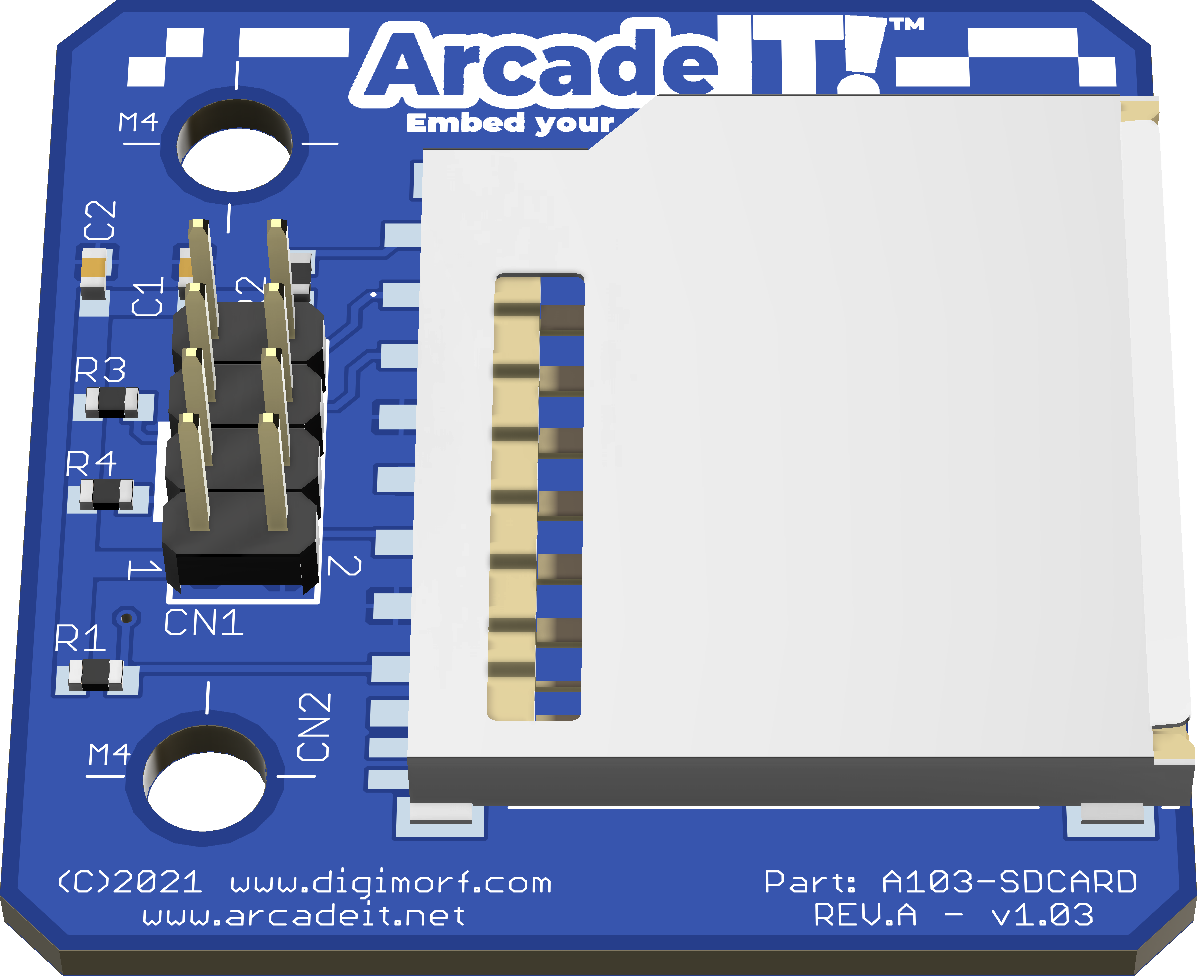 ArcadeIT!™
Embed your
M4
C2
C1
R3
R4
1
2
CN1
R1
CN2
M4
(C)2021 www.digimorf.com
www.arcadeit.net
Part: A103-SDCARD
REV.A - v1.03